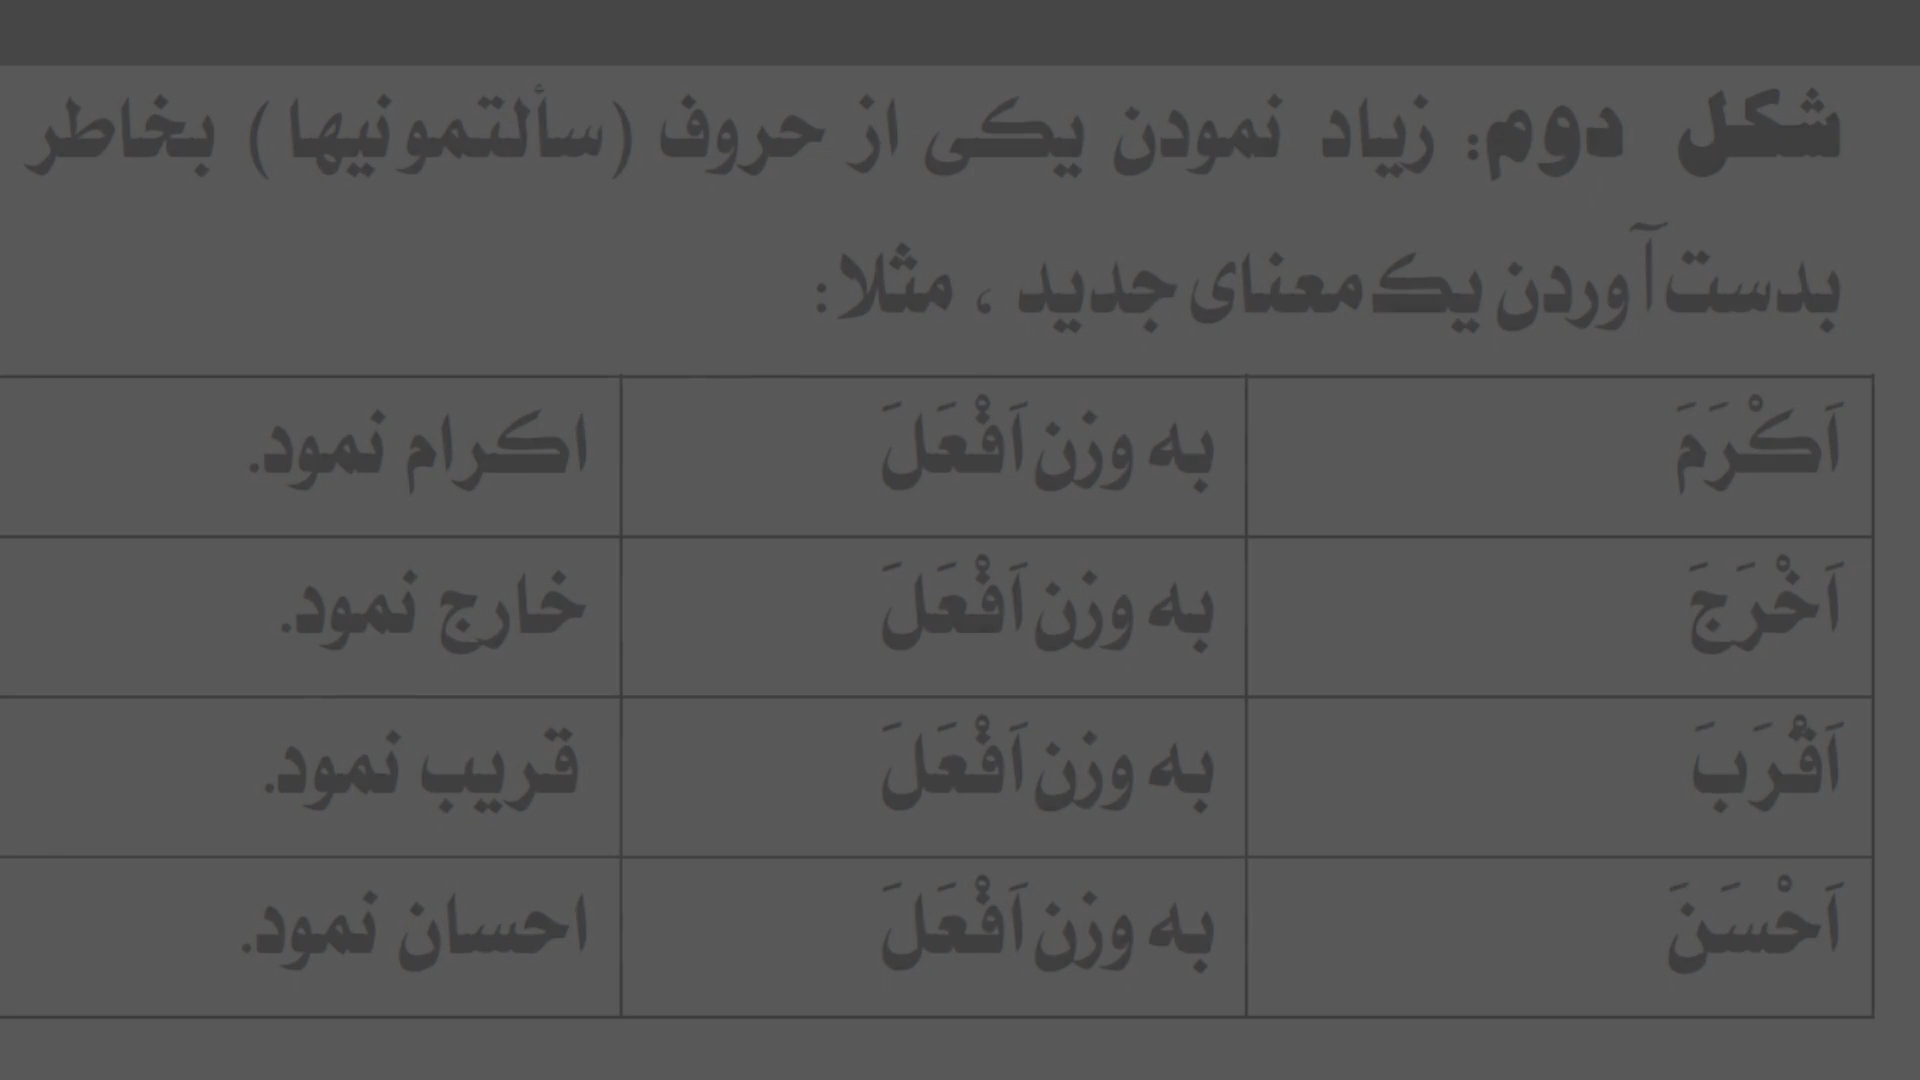 شکل دوم: زیاد نمودن یکی از حروف (سألتمونیها) بخاطر
بدست آوردن یک معنای جدید ، مثلا:
اَکْرَمَ به وزن اَفْعَلَ اکرام نمود.
اَخْرَجَ به وزن اَفْعَلَ خارج نمود.
اَقْرَبَ به وزن اَفْعَلَ قریب نمود.
اَحْسَنَ به وزن اَفْعَلَ احسان نمود.